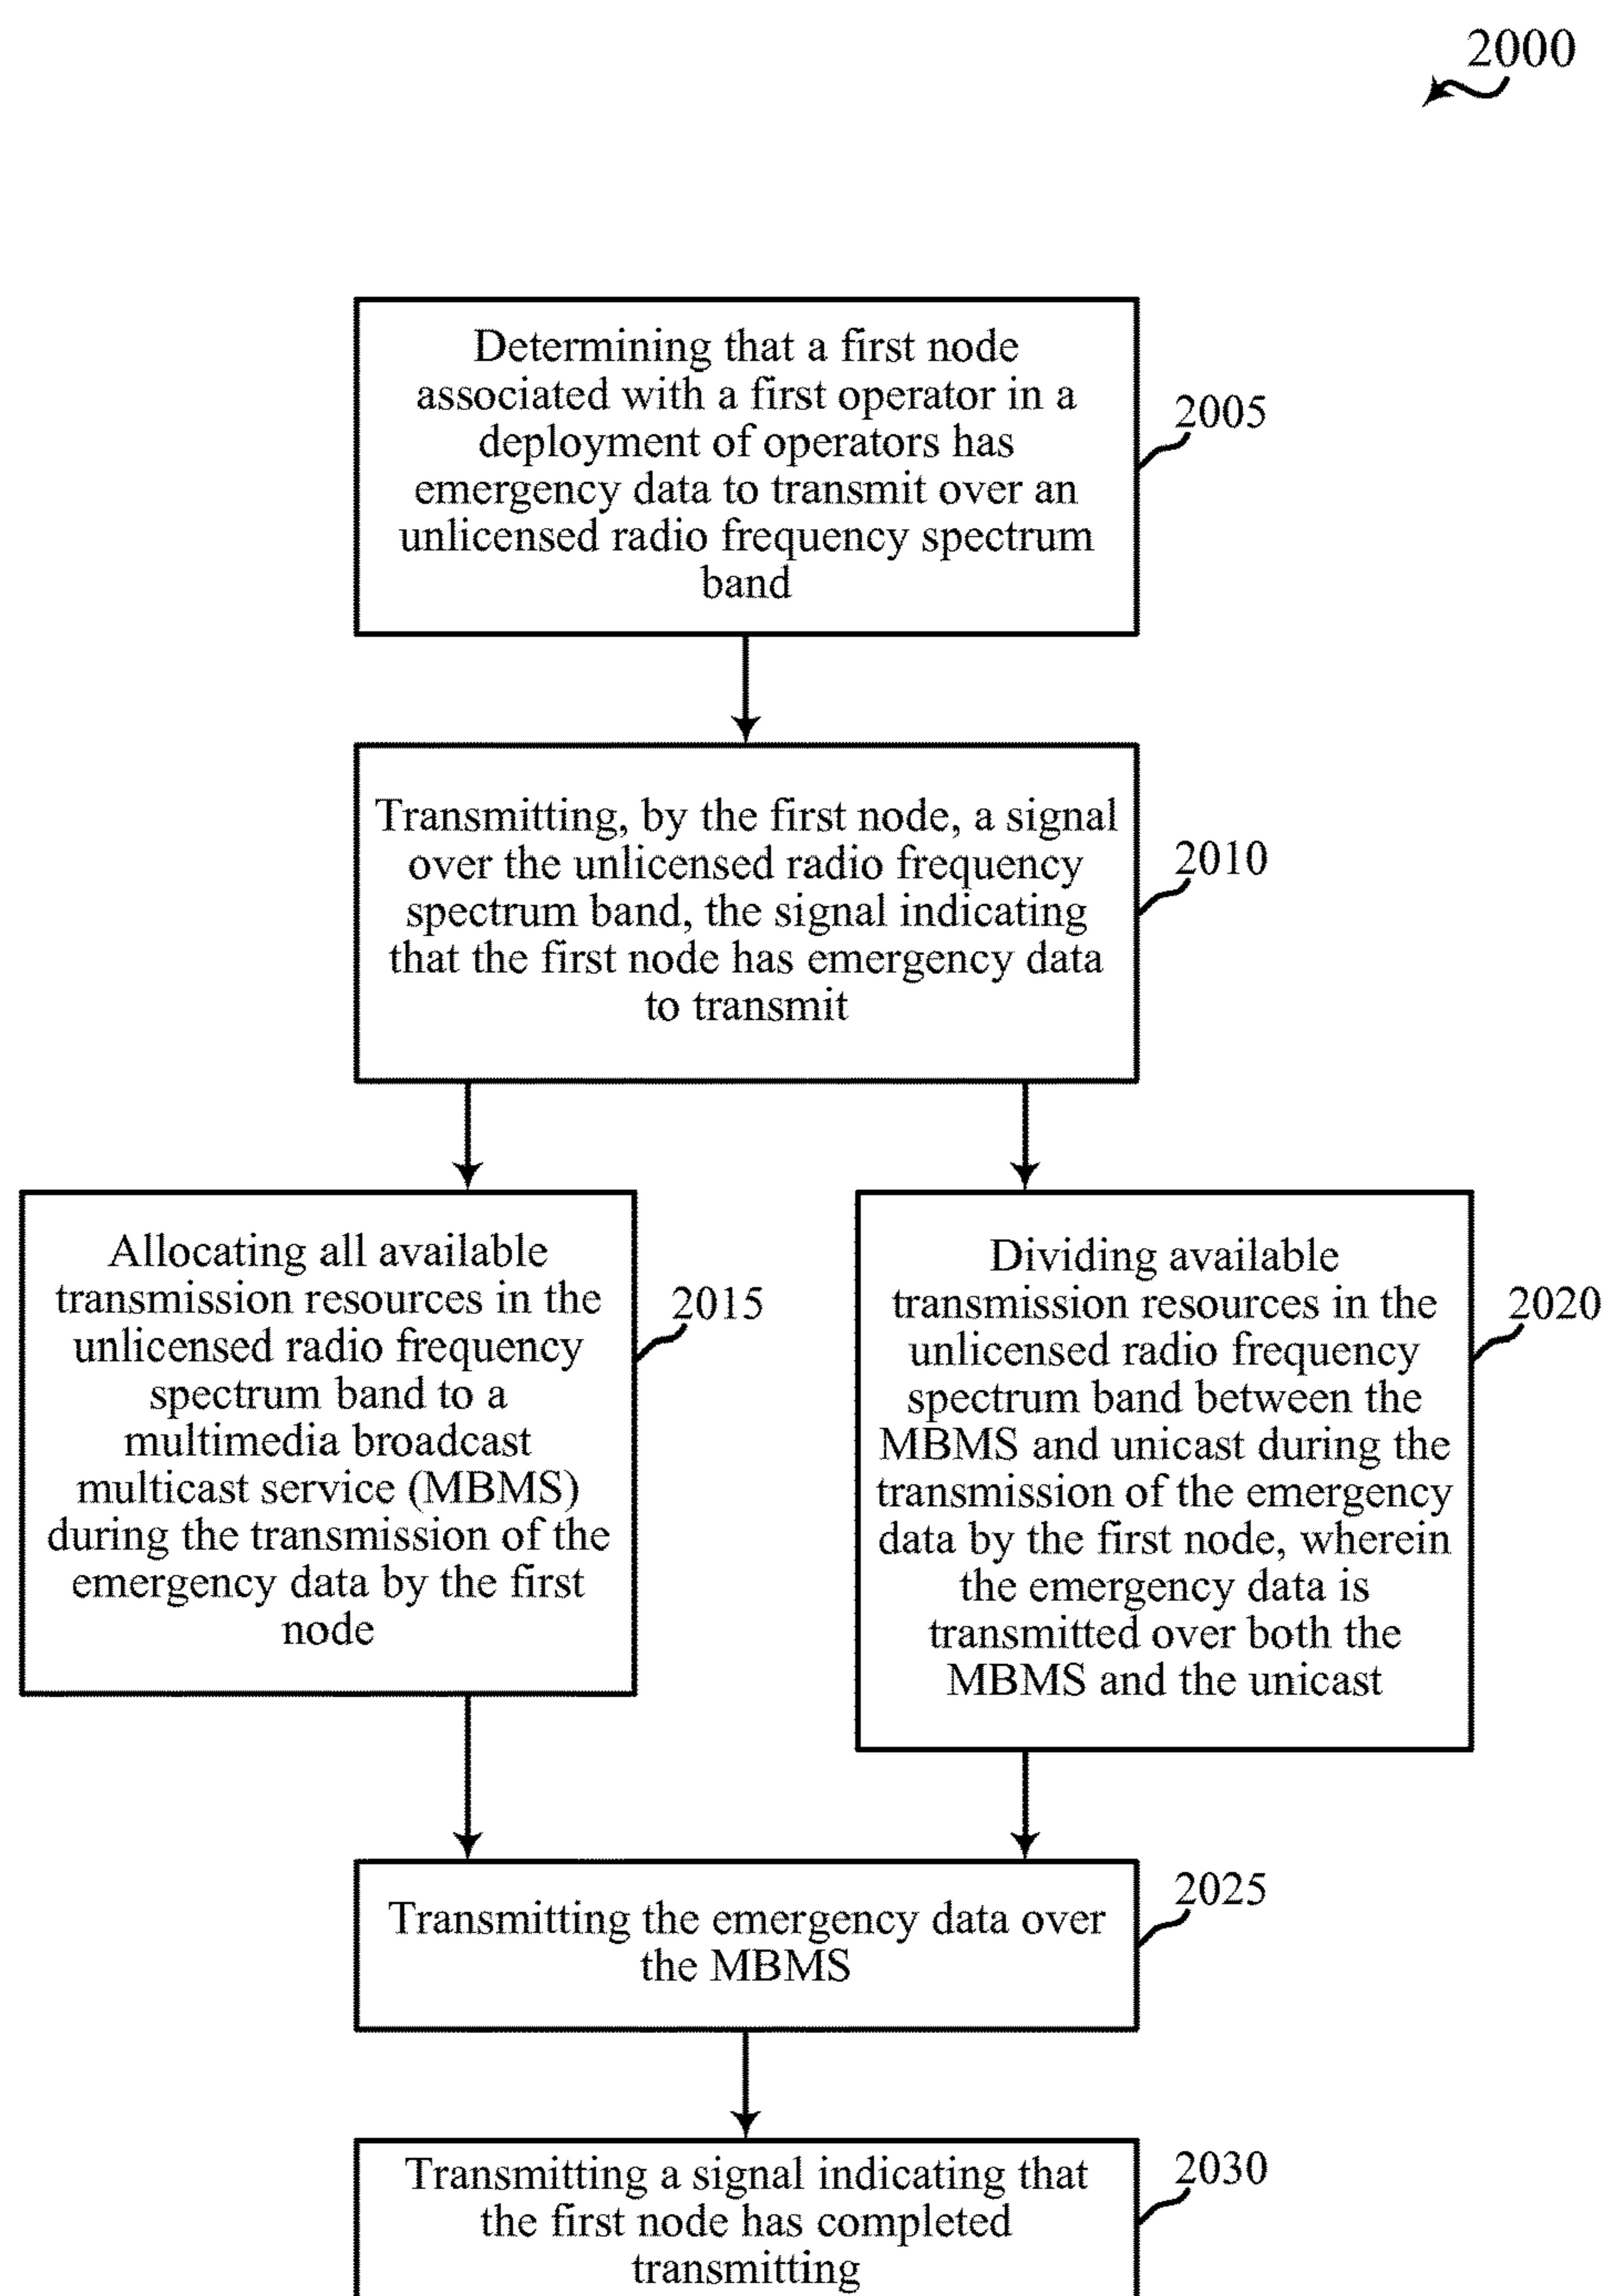 2000
Determining that a first node
associated with a first operator in a
deployment of operators has
emergency data to transmit over an
unlicensed radio frequency spectrum
band
2005
Transmitting, by the first node, a signal
over the unlicensed radio frequency
spectrum band, the signal indicating
that the first node has emergency data
to transmit
2010
Allocating all available
transmission resources in the
unlicensed radio frequency
spectrum band to a
multimedia broadcast
multicast service (MBMS)
during the transmission of the
emergency data by the first
node
2015
Dividing available
transmission resources in the
unlicensed radio frequency
spectrum band between the
MBMS and unicast during the
transmission of the emergency
data by the first node, wherein
the emergency data is
transmitted over both the
MBMS and the unicast
2020
Transmitting the emergency data over
the MBMS
2025
Transmitting a signal indicating that
the first node has completed
transmitting
2030